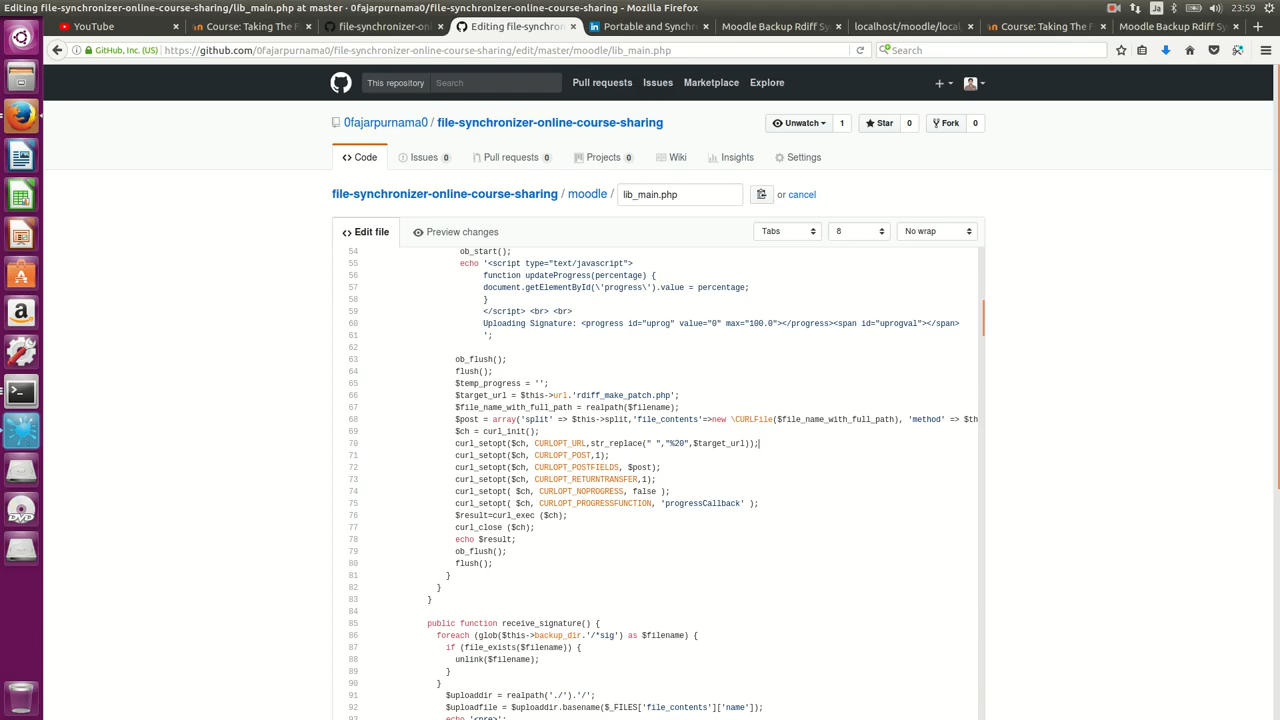 Editing file-synchronizer-online-course-sharing/lib_main.php at master · 0fajarpurnama0/file-synchronizer-online-course-sharing - Mozilla Firefox
Ja
23:59
YouTube
Course: Taking The F
file-synchronizer-onli
Editing file-synchron
Portable and Synchro
Moodle Backup Rdiff Sy
localhost/moodle/local
Course: Taking The F
Moodle Backup Rdiff Sy
GitHub, Inc. (US)
https://github.com/0fajarpurnama0/file-synchronizer-online-course-sharing/edit/master/moodle/lib_main.php
Search
This repository
Search
Pull requests
Issues
Marketplace
Explore
0fajarpurnama0 / file-synchronizer-online-course-sharing
Unwatch
1
Star
0
Fork
0
Code
Issues 0
Pull requests 0
Projects 0
Wiki
Insights
Settings
file-synchronizer-online-course-sharing / moodle / lib_main.php or cancel
Edit file
Preview changes
Tabs
8
No wrap
54 ob_start();
55 echo '<script type="text/javascript">
56 function updateProgress(percentage) {
57 document.getElementById(\'progress\').value = percentage;
58 }
59 </script> <br> <br>
60 Uploading Signature: <progress id="uprog" value="0" max="100.0"></progress><span id="uprogval"></span>
61 ';
62
63 ob_flush();
64 flush();
65 $temp_progress = '';
66 $target_url = $this->url.'rdiff_make_patch.php';
67 $file_name_with_full_path = realpath($filename);
68 $post = array('split' => $this->split,'file_contents'=>new \CURLFile($file_name_with_full_path), 'method' => $th
69 $ch = curl_init();
70 curl_setopt($ch, CURLOPT_URL,str_replace(" ","%20",$target_url));
71 curl_setopt($ch, CURLOPT_POST,1);
72 curl_setopt($ch, CURLOPT_POSTFIELDS, $post);
73 curl_setopt($ch, CURLOPT_RETURNTRANSFER,1);
74 curl_setopt( $ch, CURLOPT_NOPROGRESS, false );
75 curl_setopt( $ch, CURLOPT_PROGRESSFUNCTION, 'progressCallback' );
76 $result=curl_exec ($ch);
77 curl_close ($ch);
78 echo $result;
79 ob_flush();
80 flush();
81 }
82 }
83 }
84
85 public function receive_signature() {
86 foreach (glob($this->backup_dir.'/*sig') as $filename) {
87 if (file_exists($filename)) {
88 unlink($filename);
89 }
90 }
91 $uploaddir = realpath('./').'/';
92 $uploadfile = $uploaddir.basename($_FILES['file_contents']['name']);
93 echo '<pre>';